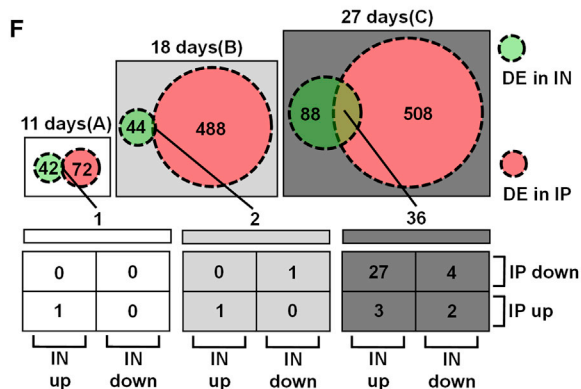 F
27 days(C)
18 days(B)
11 days(A)
DE in IN
DE in IP
42 72
44 488
88 508
1 2 36
0 0 0 1 27 4 IP down
1 0 1 0 3 2 IP up
IN up IN down IN up IN down IN up IN down